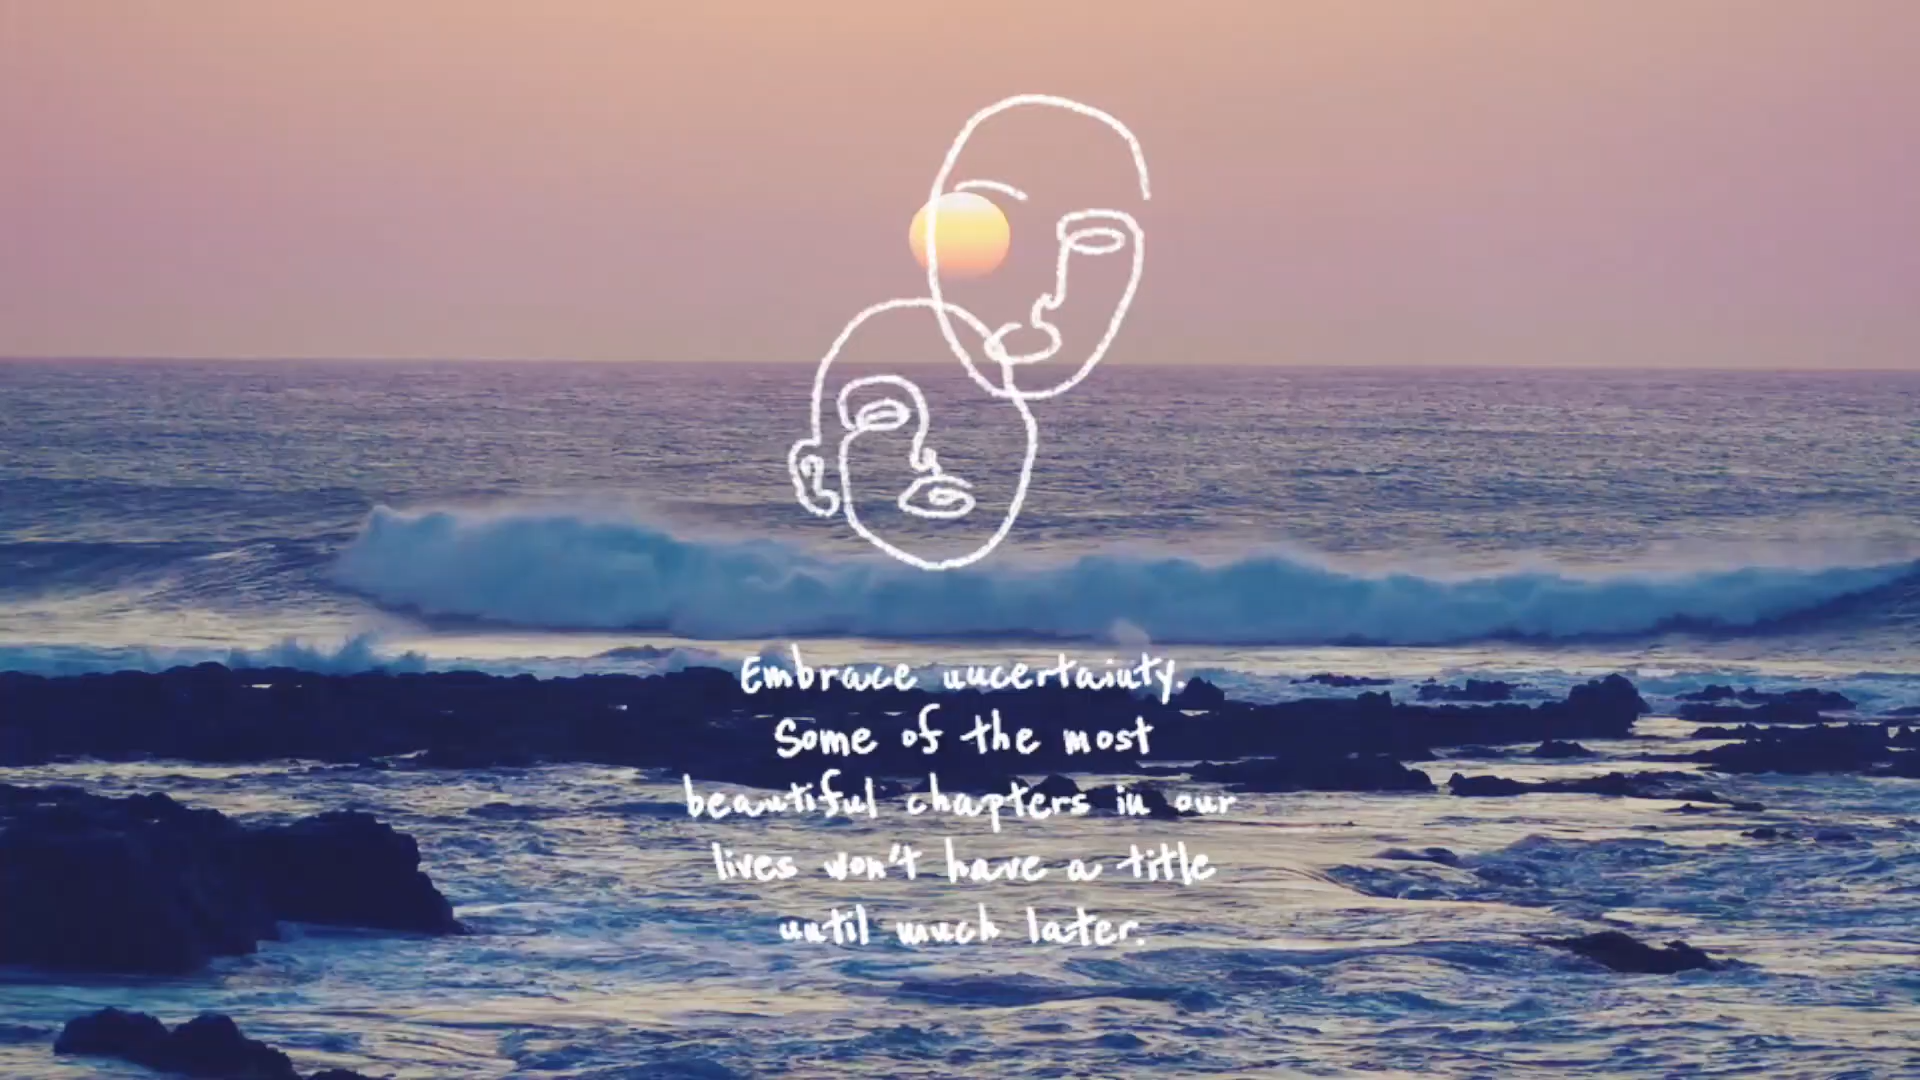 Embrace uncertainty.
Some of the most
beautiful chapters in our
lives won't have a title
until much later.